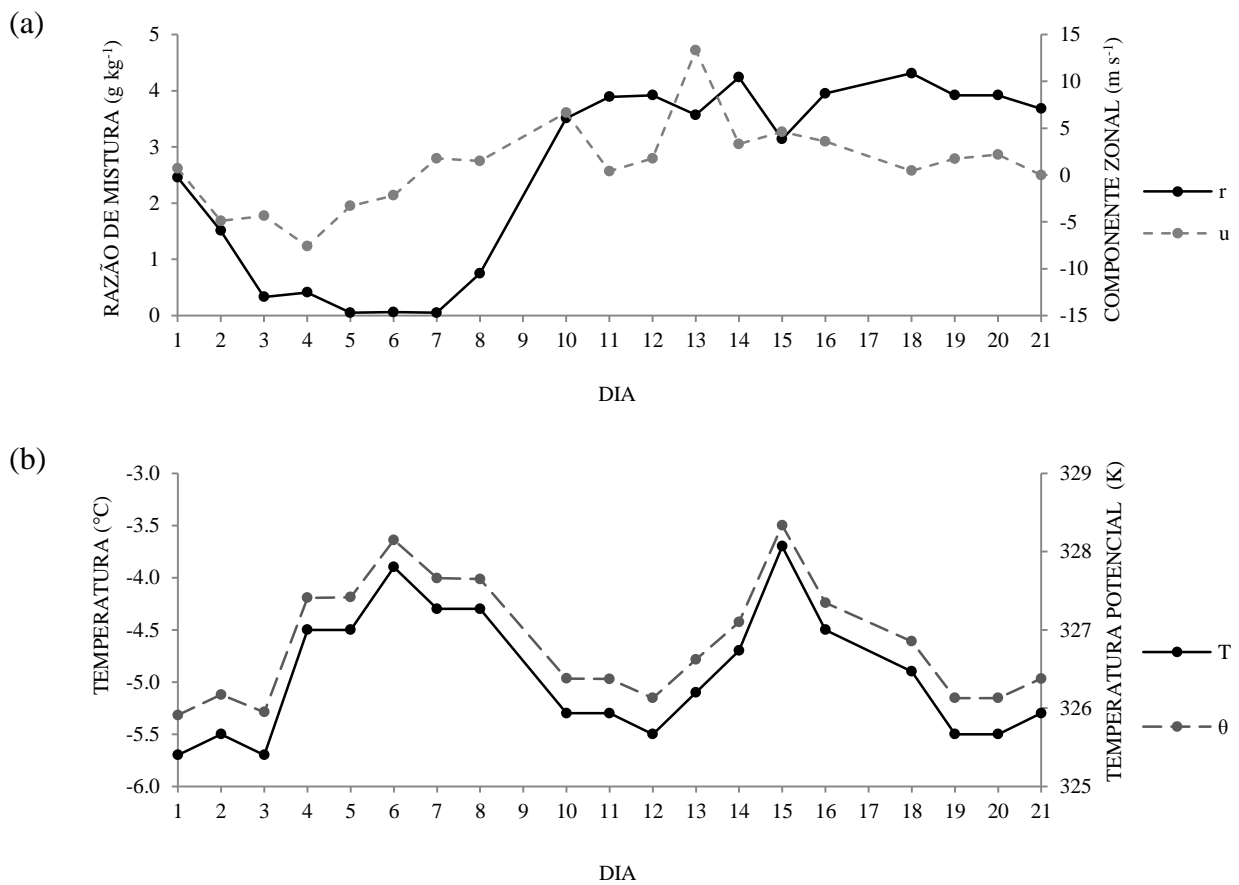 (a)
RAZÃO DE MISTURA (g kg-1)
5
4
3
2
1
0
15
10
5
0
-5
-10
-15
COMPONENTE ZONAL (m s-1)
r
u
1 2 3 4 5 6 7 8 9 10 11 12 13 14 15 16 17 18 19 20 21
DIA
(b)
TEMPERATURA (°C)
-3.0
-3.5
-4.0
-4.5
-5.0
-5.5
-6.0
329
328
327
326
325
TEMPERATURA POTENCIAL (K)
T
θ
1 2 3 4 5 6 7 8 9 10 11 12 13 14 15 16 17 18 19 20 21
DIA